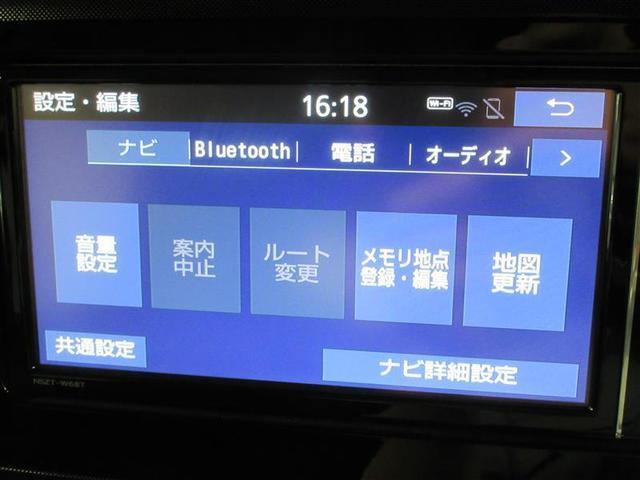 設定・編集
16:18
Wi-Fi
ナビ
Bluetooth
電話
オーディオ
音量
設定
案内
中止
ルート
変更
メモリ地点
登録・編集
地図
更新
共通設定
ナビ詳細設定
NSZT-W68T